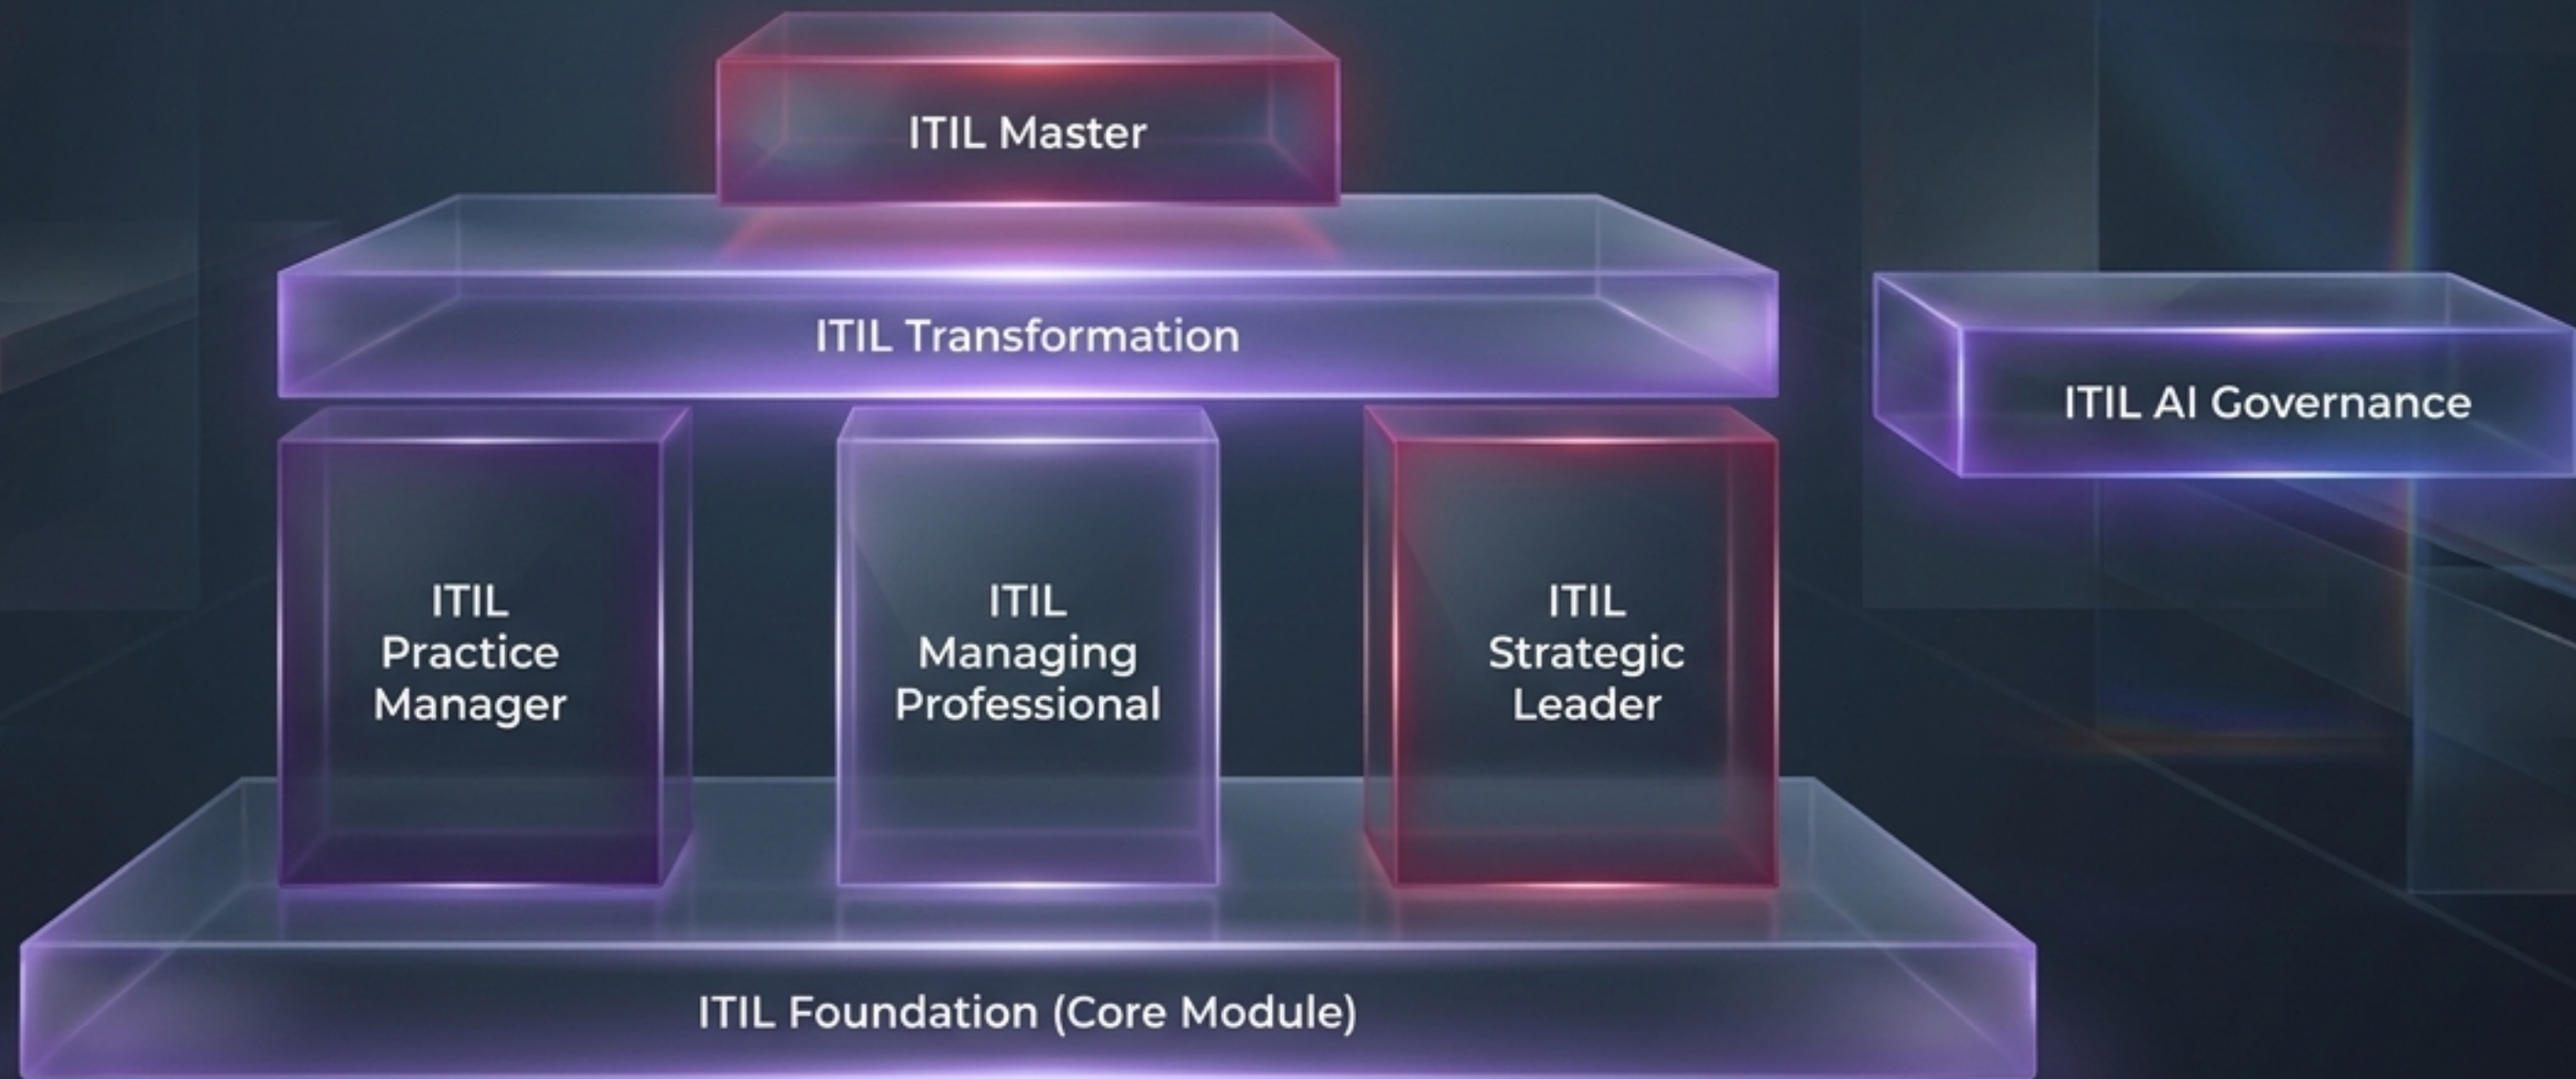 ITIL Master
ITIL Transformation
ITIL AI Governance
ITIL
Practice
Manager
ITIL
Managing
Professional
ITIL
Strategic
Leader
ITIL Foundation (Core Module)